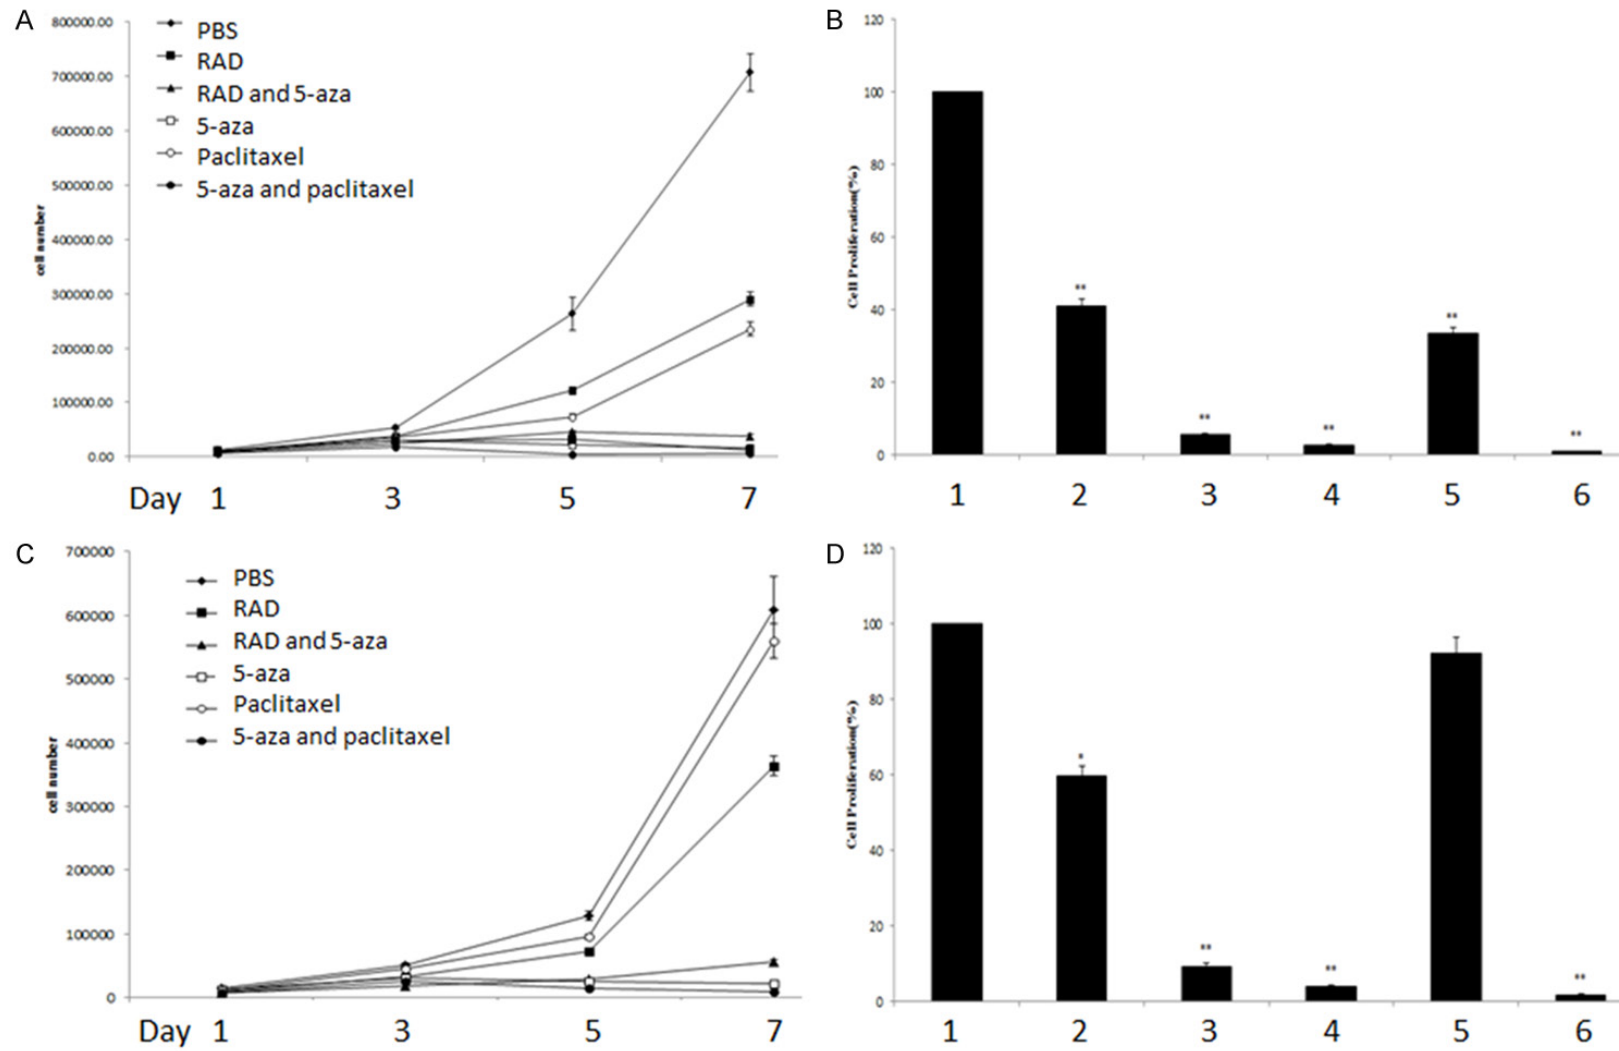 A
800000.00
700000.00
600000.00
500000.00
400000.00
300000.00
200000.00
100000.00
0.00
cell number
PBS
RAD
RAD and 5-aza
5-aza
Paclitaxel
5-aza and paclitaxel
Day 1 3 5 7
B
120
100
80
60
40
20
0
Cell Proliferation(%)
**
**
**
**
**
1 2 3 4 5 6
C
700000
600000
500000
400000
300000
200000
100000
0
cell number
PBS
RAD
RAD and 5-aza
5-aza
Paclitaxel
5-aza and paclitaxel
Day 1 3 5 7
D
120
100
80
60
40
20
0
Cell Proliferation(%)
*
**
**
**
1 2 3 4 5 6